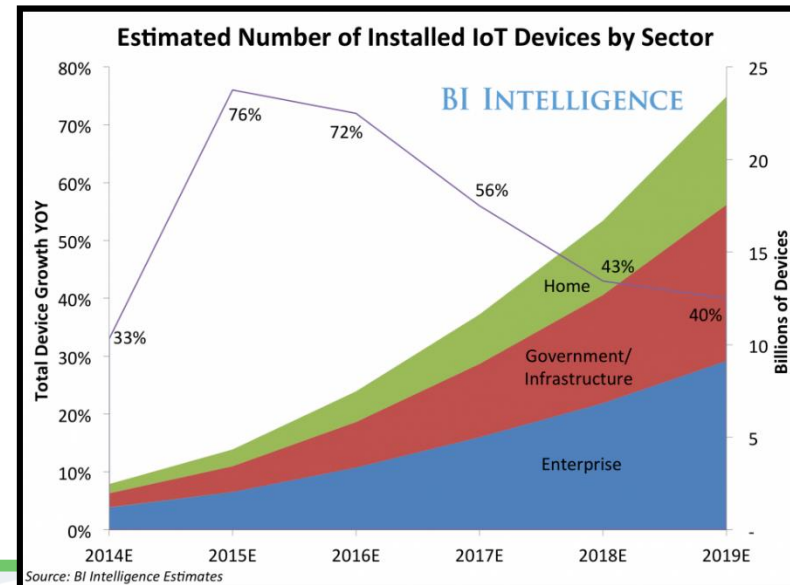 Estimated Number of Installed IoT Devices by Sector
BI INTELLIGENCE
Total Device Growth YOY
80%
70%
60%
50%
40%
30%
20%
10%
0%
33%
76%
72%
56%
43%
40%
Home
Government/
Infrastructure
Enterprise
25
20
15
10
5
-
Billions of Devices
2014E 2015E 2016E 2017E 2018E 2019E
Source: BI Intelligence Estimates